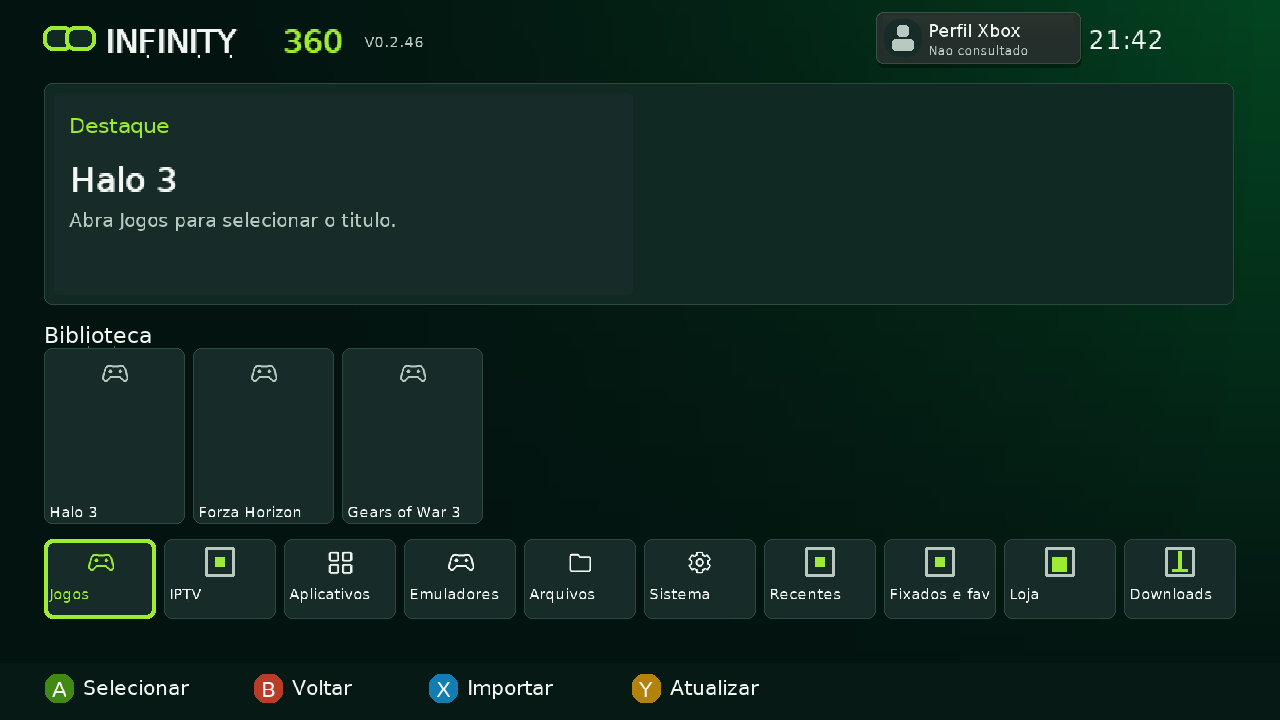 INFINITY 360 V0.2.46
Perfil Xbox
Nao consultado
21:42
Destaque
Halo 3
Abra Jogos para selecionar o titulo.
Biblioteca
Halo 3
Forza Horizon
Gears of War 3
Jogos
IPTV
Aplicativos
Emuladores
Arquivos
Sistema
Recentes
Fixados e fav
Loja
Downloads
A Selecionar
B Voltar
X Importar
Y Atualizar